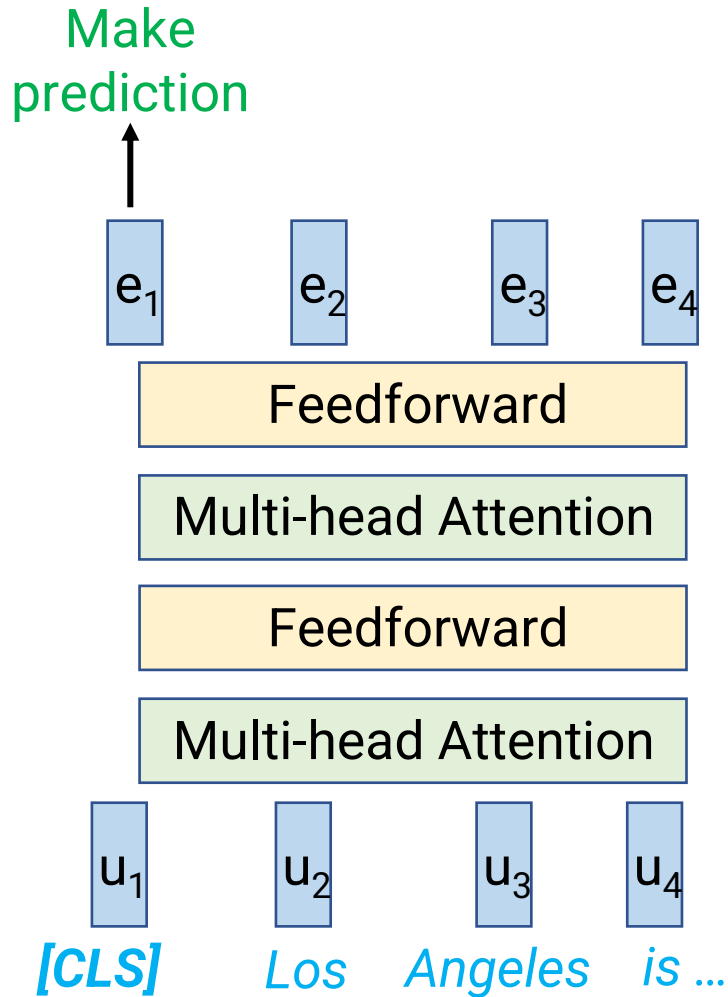 Make
prediction
e₁ e₂ e₃ e₄
Feedforward
Multi-head Attention
Feedforward
Multi-head Attention
u₁ u₂ u₃ u₄
[CLS] Los Angeles is ...